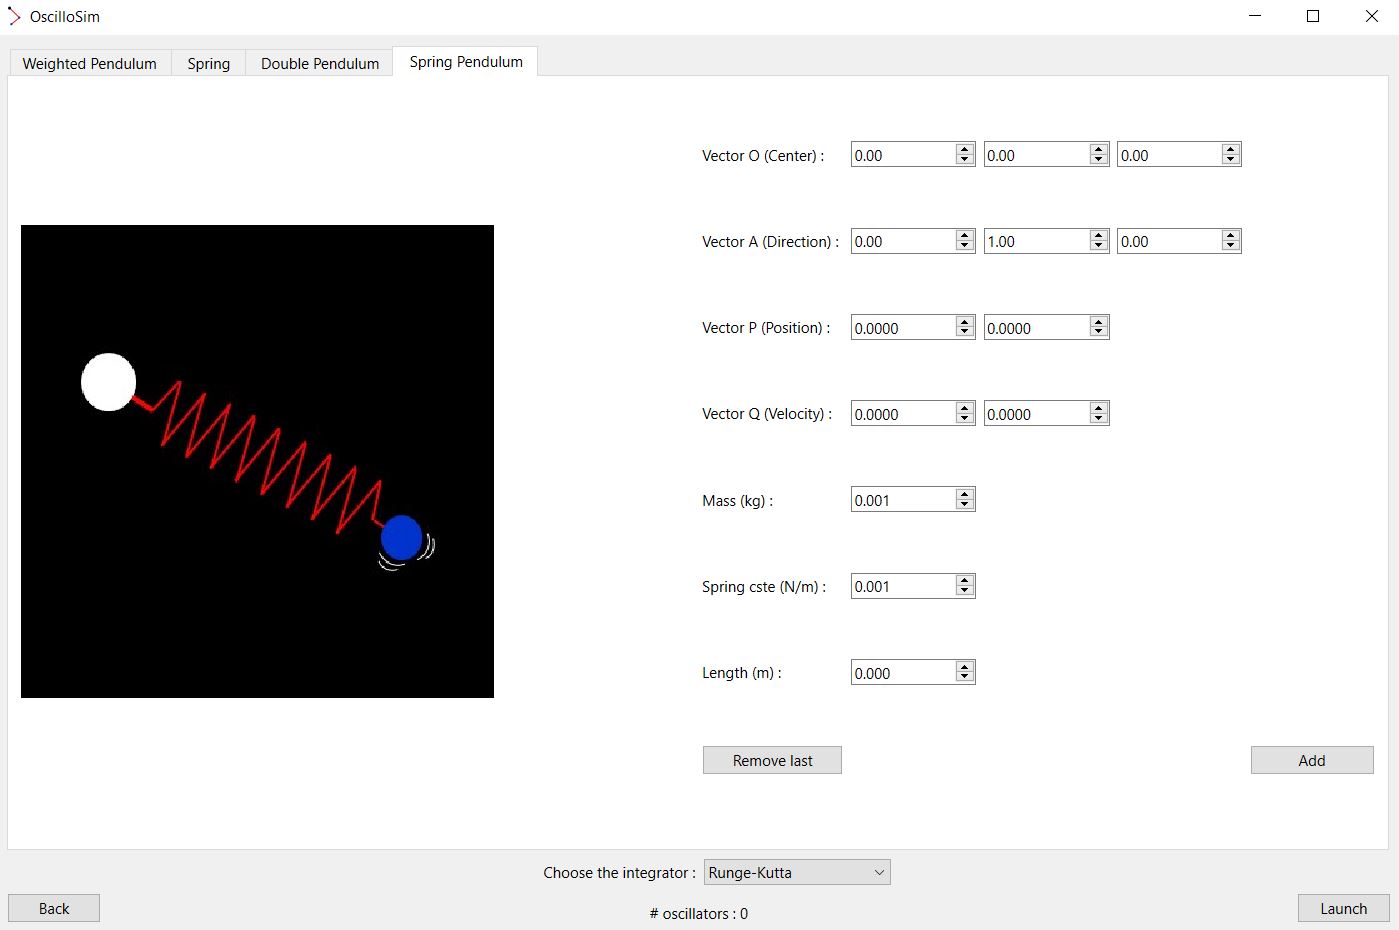 OscilloSim
Weighted Pendulum Spring Double Pendulum Spring Pendulum
Vector O (Center) : 0.00 0.00 0.00
Vector A (Direction) : 0.00 1.00 0.00
Vector P (Position) : 0.0000 0.0000
Vector Q (Velocity) : 0.0000 0.0000
Mass (kg) : 0.001
Spring cste (N/m) : 0.001
Length (m) : 0.000
Remove last Add
Choose the integrator : Runge-Kutta
Back # oscillators : 0 Launch